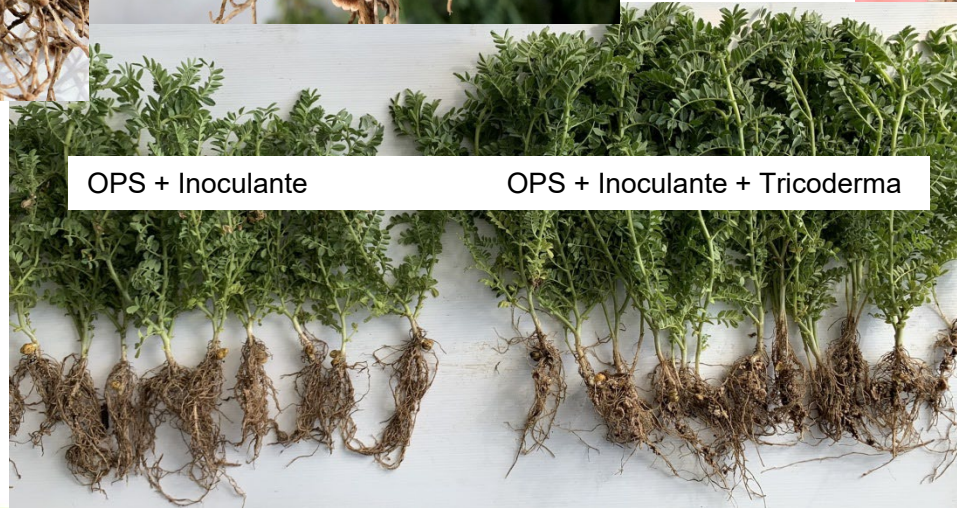 OPS + Inoculante
OPS + Inoculante + Tricoderma